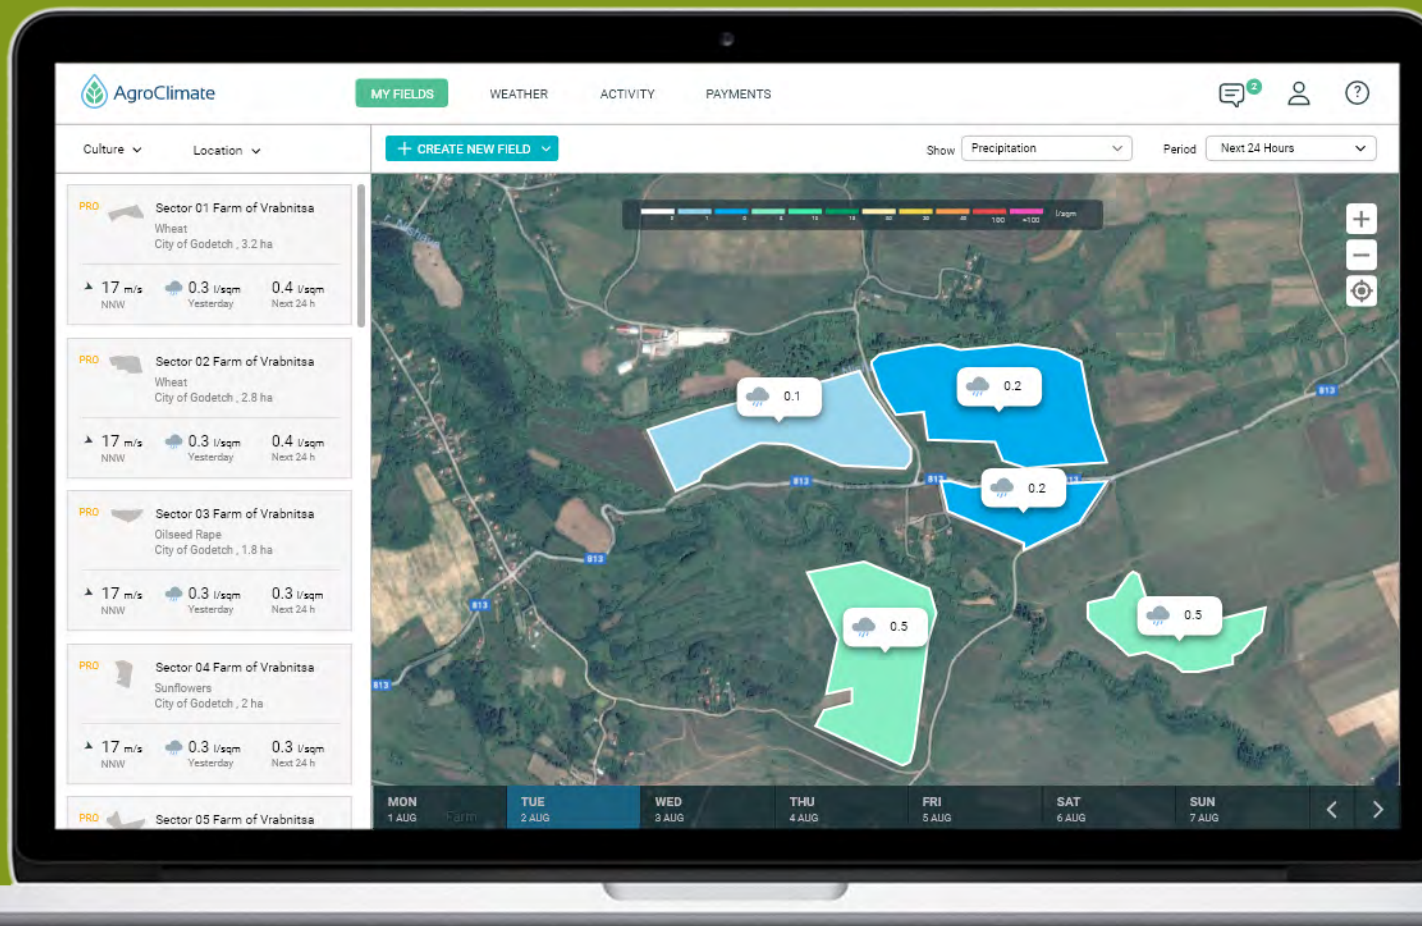 AgroClimate
MY FIELDS
WEATHER
ACTIVITY
PAYMENTS
2
?
Culture
Location
+ CREATE NEW FIELD
Show
Precipitation
Period
Next 24 Hours
PRO
Sector 01 Farm of Vrabnitsa
Wheat
City of Godetch , 3.2 ha
17 m/s
0.3 l/sqm
0.4 l/sqm
NNW
Yesterday
Next 24 h
PRO
Sector 02 Farm of Vrabnitsa
Wheat
City of Godetch , 2.8 ha
17 m/s
0.3 l/sqm
0.4 l/sqm
NNW
Yesterday
Next 24 h
PRO
Sector 03 Farm of Vrabnitsa
Oilseed Rape
City of Godetch , 1.8 ha
17 m/s
0.3 l/sqm
0.3 l/sqm
NNW
Yesterday
Next 24 h
PRO
Sector 04 Farm of Vrabnitsa
Sunflowers
City of Godetch , 2 ha
17 m/s
0.3 l/sqm
0.3 l/sqm
NNW
Yesterday
Next 24 h
PRO
Sector 05 Farm of Vrabnitsa
100
>100
l/sqm
813
0.1
0.2
813
813
13
0.2
813
813
0.5
0.5
813
MON
1 AUG
Farm
TUE
2 AUG
WED
3 AUG
THU
4 AUG
FRI
5 AUG
SAT
6 AUG
SUN
7 AUG